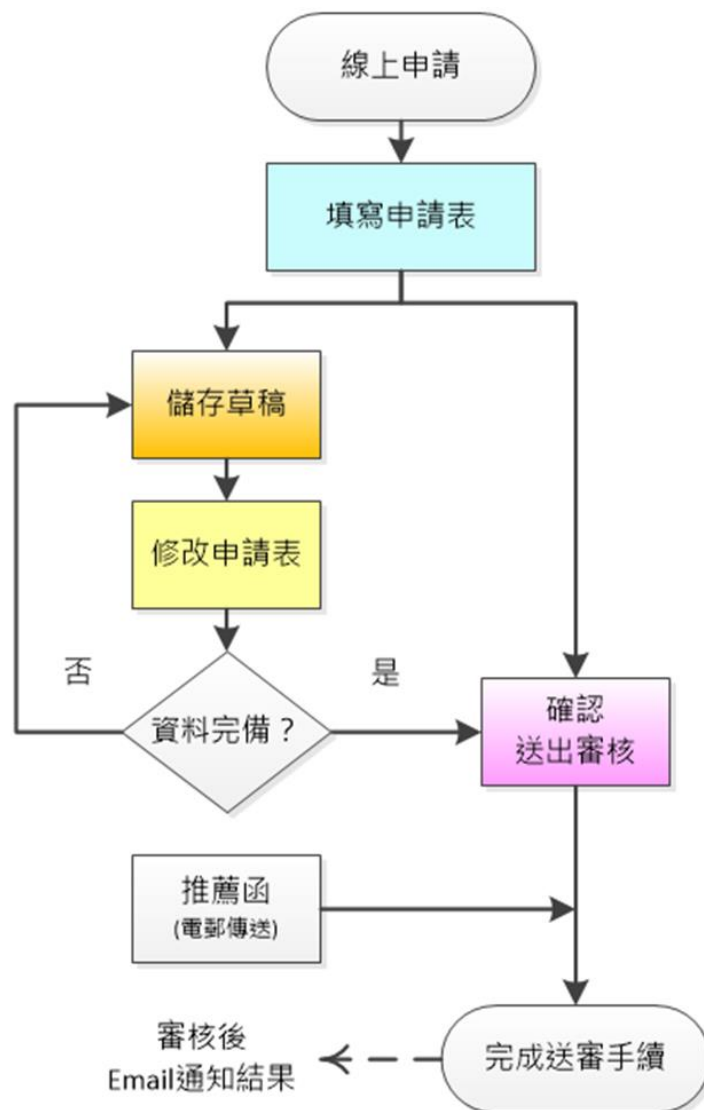 線上申請
填寫申請表
儲存草稿
修改申請表
否
是
資料完備？
確認
送出審核
推薦函
(電郵傳送)
審核後
Email通知結果
完成送審手續